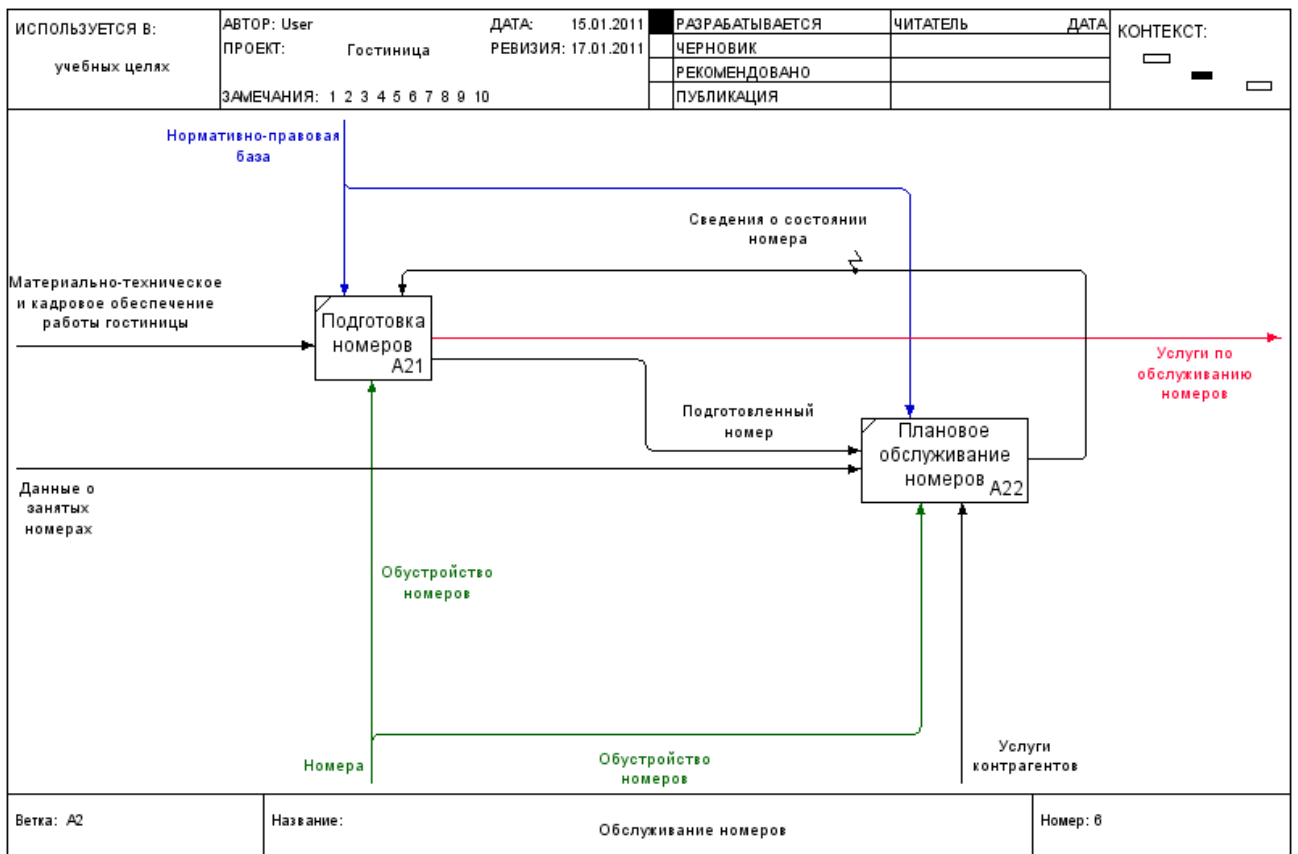 ИСПОЛЬЗУЕТСЯ В:
учебных целях
АВТОР: User
ДАТА: 15.01.2011
ПРОЕКТ: Гостиница
РЕВИЗИЯ: 17.01.2011
ЗАМЕЧАНИЯ: 1 2 3 4 5 6 7 8 9 10
РАЗРАБАТЫВАЕТСЯ
ЧЕРНОВИК
РЕКОМЕНДОВАНО
ПУБЛИКАЦИЯ
ЧИТАТЕЛЬ
ДАТА
КОНТЕКСТ:
Нормативно-правовая
база
Сведения о состоянии
номера
Материально-техническое
и кадровое обеспечение
работы гостиницы
Подготовка
номеров
А21
Услуги по
обслуживанию
номеров
Подготовленный
номер
Плановое
обслуживание
номеров
А22
Данные о
занятых
номерах
Обустройство
номеров
Номера
Обустройство
номеров
Услуги
контрагентов
Ветка: А2
Название:
Обслуживание номеров
Номер: 6